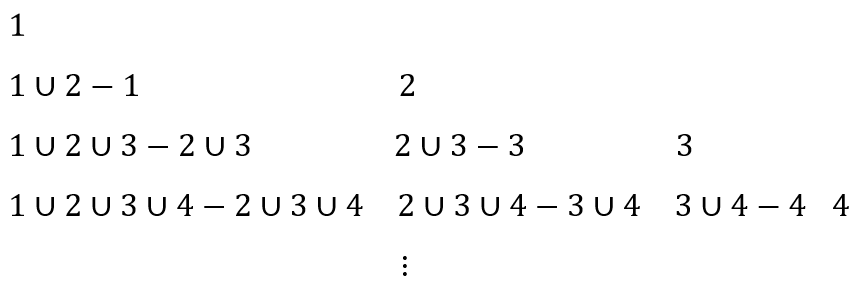 1
1 ∪ 2 − 1 2
1 ∪ 2 ∪ 3 − 2 ∪ 3 2 ∪ 3 − 3 3
1 ∪ 2 ∪ 3 ∪ 4 − 2 ∪ 3 ∪ 4 2 ∪ 3 ∪ 4 − 3 ∪ 4 3 ∪ 4 − 4 4
⋮